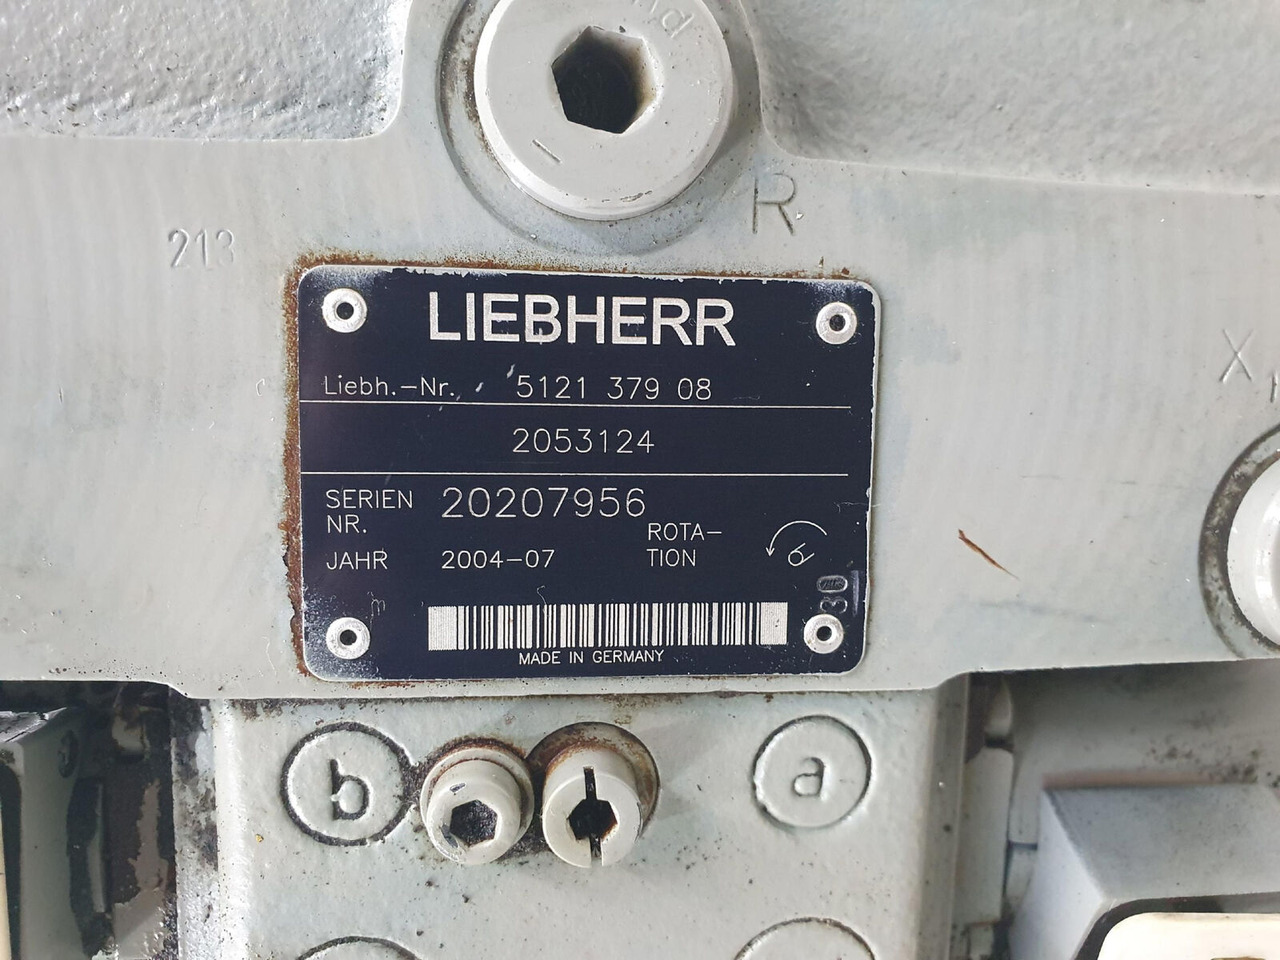 R
213
LIEBHERR
Liebh.-Nr. 5121 379 08
2053124
SERIEN NR. 20207956
JAHR 2004-07
ROTA-
TION
30
MADE IN GERMANY
X
b
a